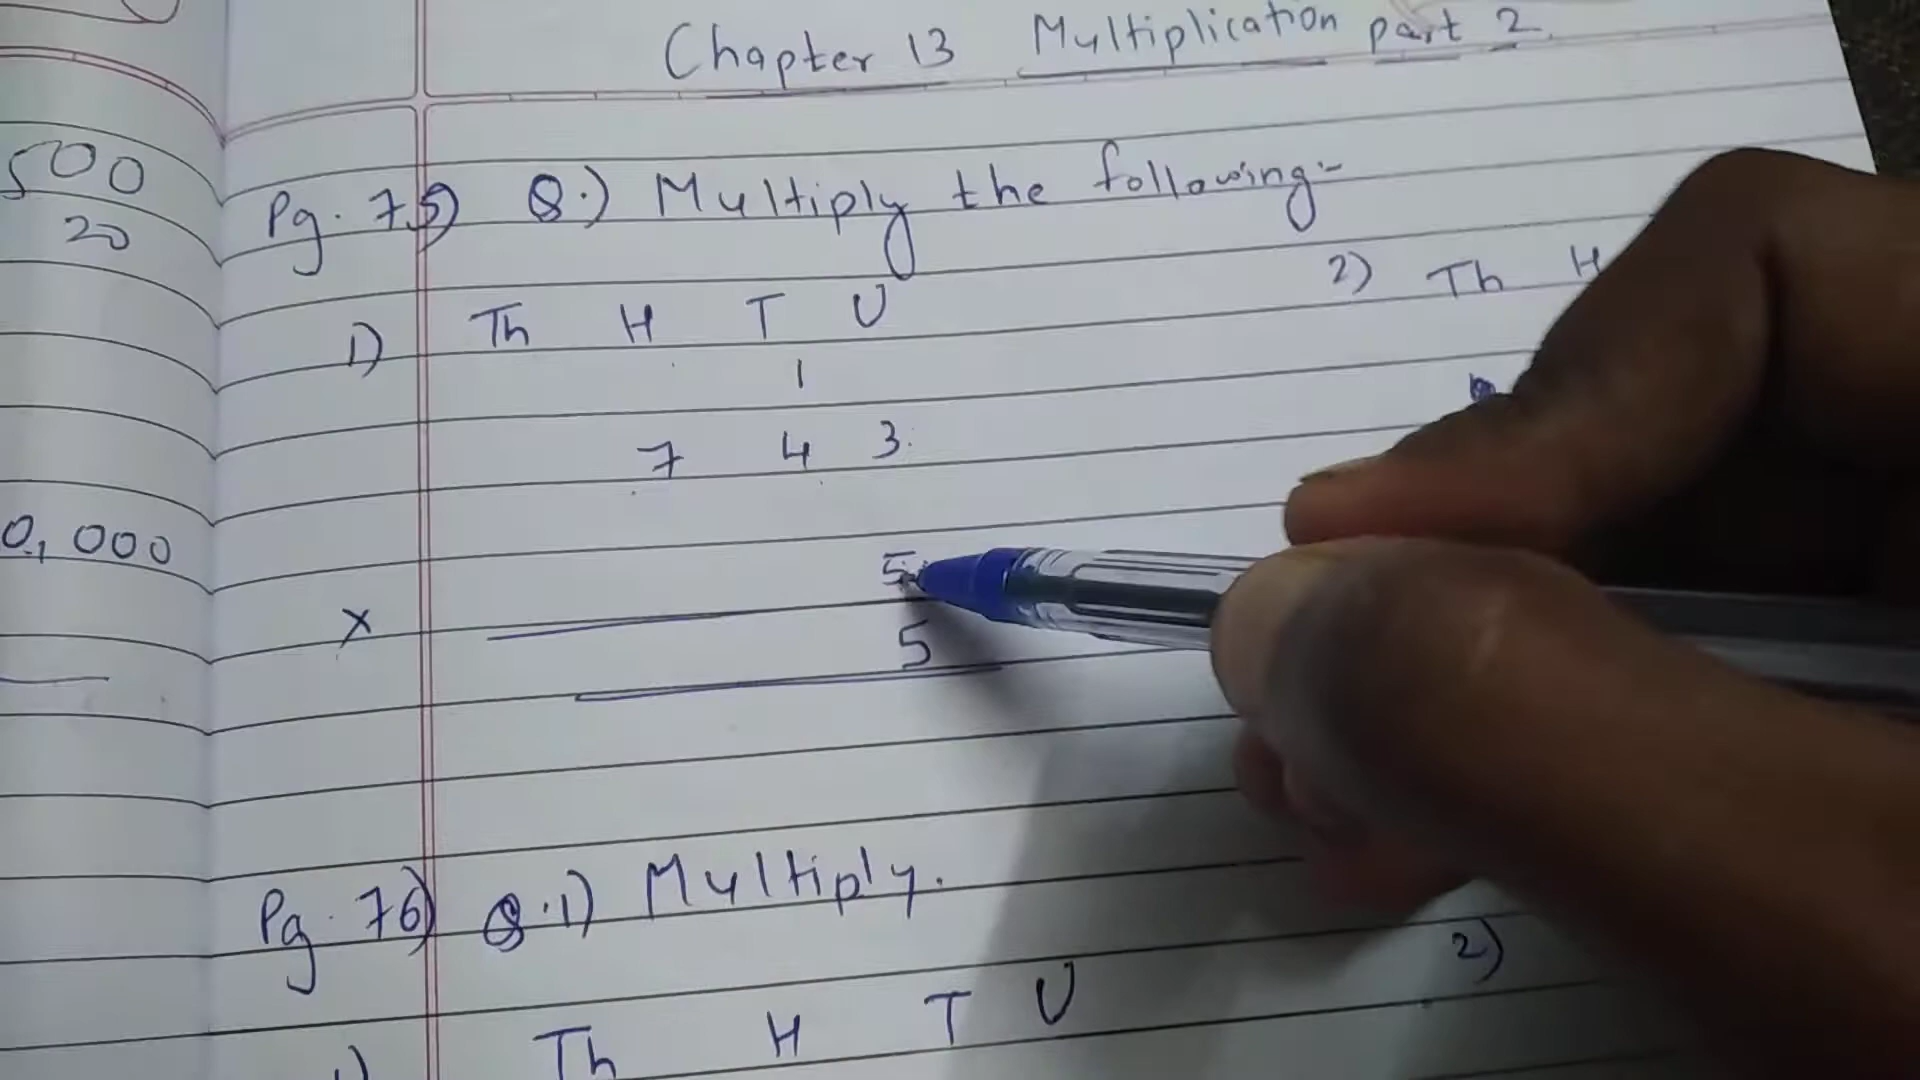 Chapter 13 Multiplication part 2.
500
20
0,000
Pg. 75) Q.) Multiply the following:-
1) Th H T U
1
7 4 3
5
x
5
2) Th H
Pg. 76) Q.1) Multiply.
1) Th H T U
2)